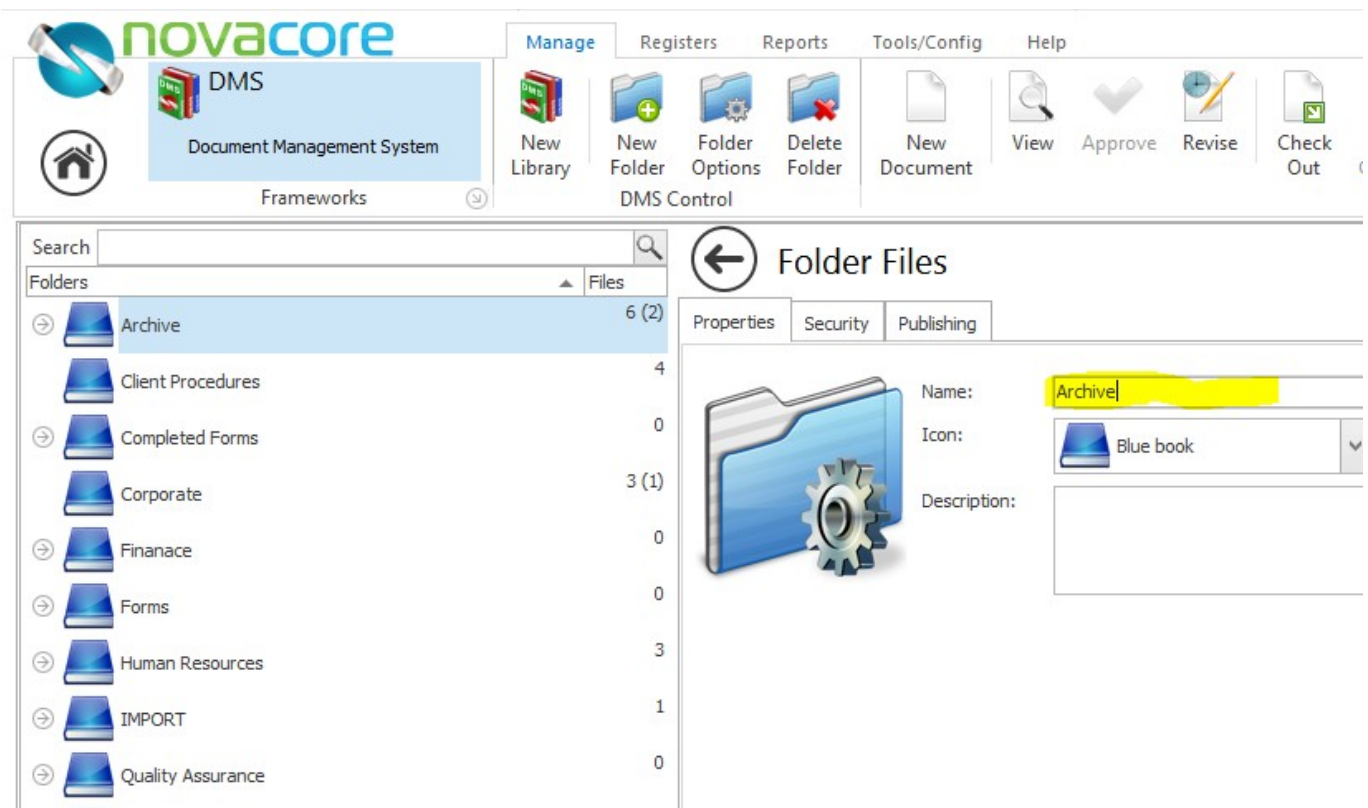 novacore
Manage Registers Reports Tools/Config Help
DMS
Document Management System
Frameworks
New Library
New Folder
Folder Options
Delete Folder
New Document
View
Approve
Revise
Check Out
DMS Control
Search
Folders Files
Archive 6 (2)
Client Procedures 4
Completed Forms 0
Corporate 3 (1)
Finanace 0
Forms 0
Human Resources 3
IMPORT 1
Quality Assurance 0
Folder Files
Properties Security Publishing
Name: Archive
Icon: Blue book
Description: